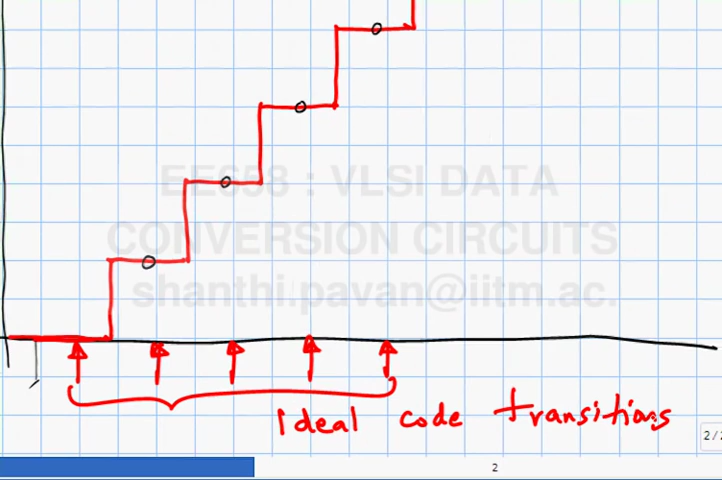 EE658 : VLSI DATA
CONVERSION CIRCUITS
shanthi.pavan@iitm.ac.
Ideal code transitions
2/2
2